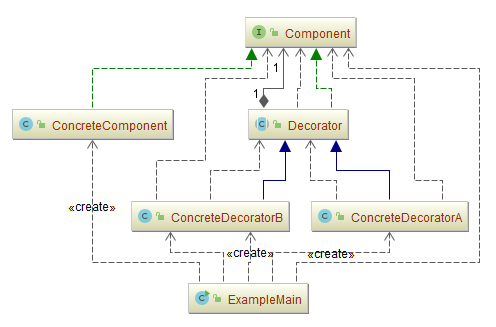 I Component
1
1
C ConcreteComponent
C Decorator
«create»
C ConcreteDecoratorB
C ConcreteDecoratorA
«create»
«create»
C ExampleMain